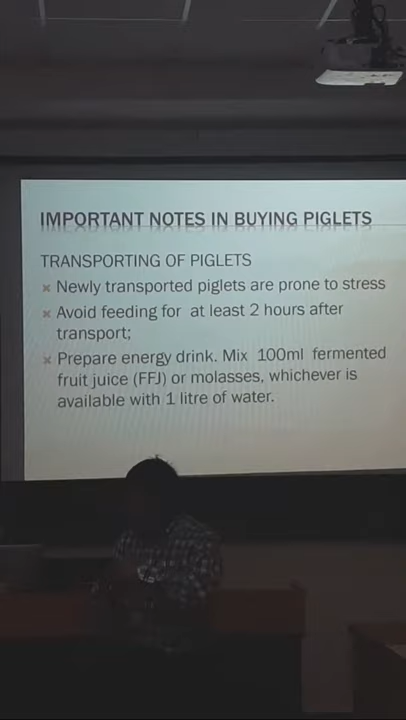 IMPORTANT NOTES IN BUYING PIGLETS
TRANSPORTING OF PIGLETS
Newly transported piglets are prone to stress
Avoid feeding for at least 2 hours after
transport;
Prepare energy drink. Mix 100ml fermented
fruit juice (FFJ) or molasses, whichever is
available with 1 litre of water.